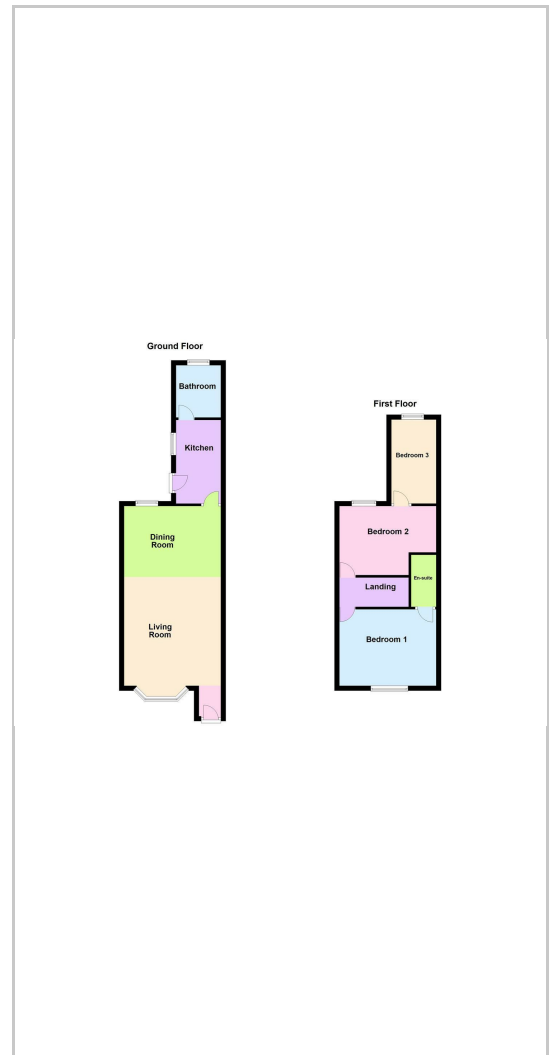 Ground Floor
Bathroom
Kitchen
Dining
Room
Living
Room
First Floor
Bedroom 3
Bedroom 2
En-suite
Landing
Bedroom 1